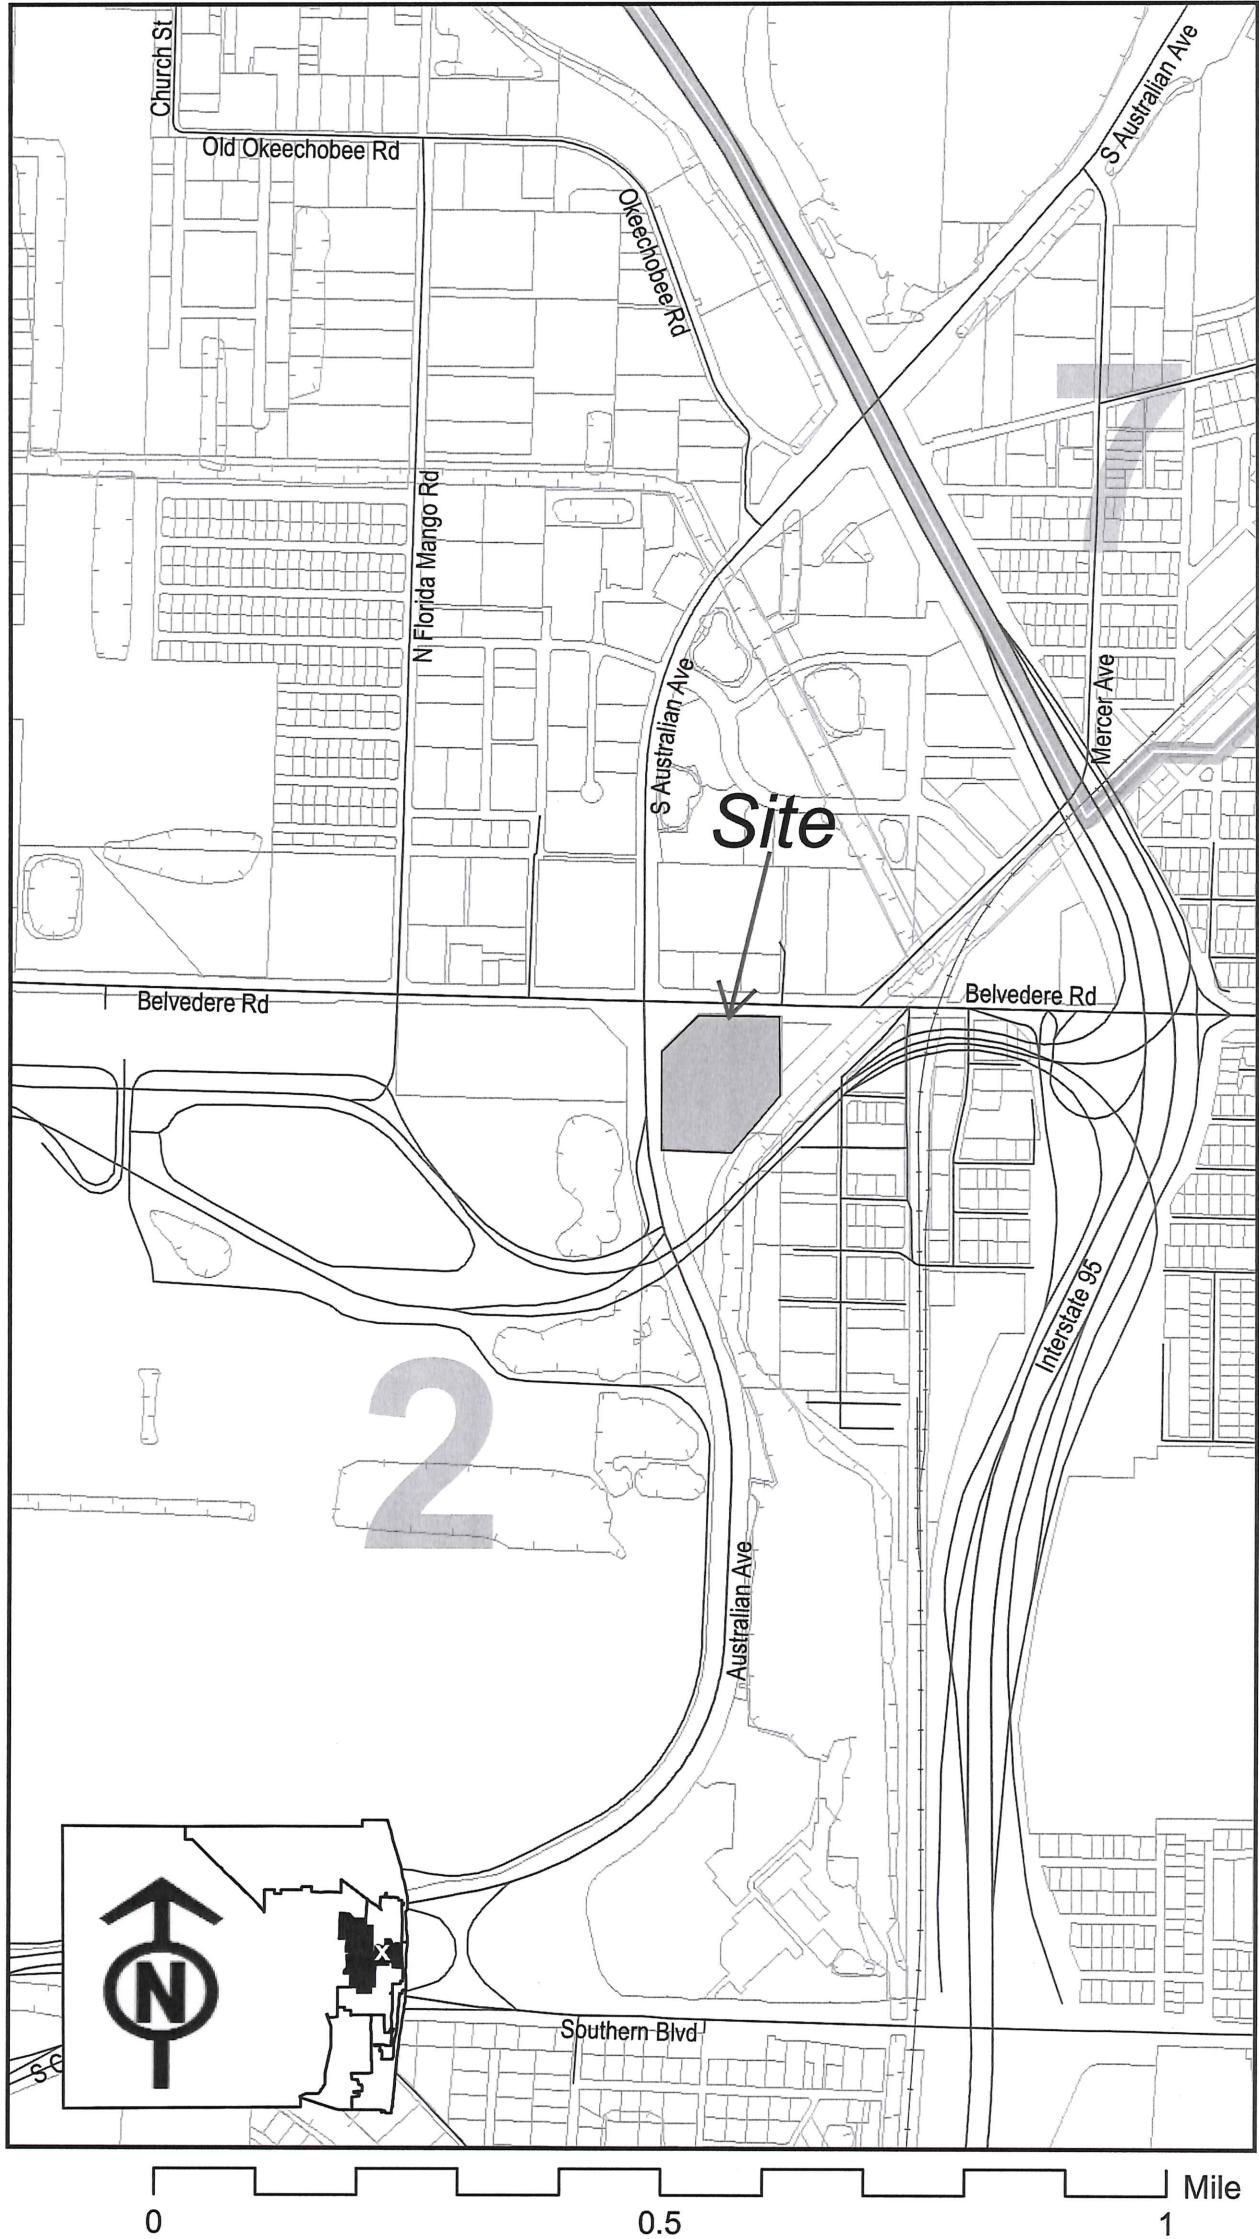 Church St
S Australian Ave
Old Okeechobee Rd
Okeechobee Rd
7
N Florida Mango Rd
S Australian Ave
Mercer Ave
Site
Belvedere Rd
Belvedere Rd
Interstate 95
2
Australian Ave
x
N
Southern Blvd
Mile
0
0.5
1